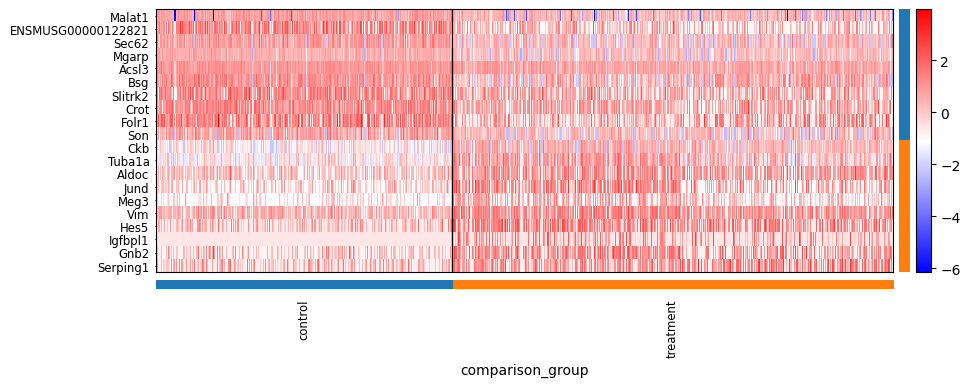 Malat1
ENSMUSG00000122821
Sec62
Mgarp
Acsl3
Bsg
Slitrk2
Crot
Folr1
Son
Ckb
Tuba1a
Aldoc
Jund
Meg3
Vim
Hes5
Igfbpl1
Gnb2
Serping1
2
0
−2
−4
−6
control
treatment
comparison_group